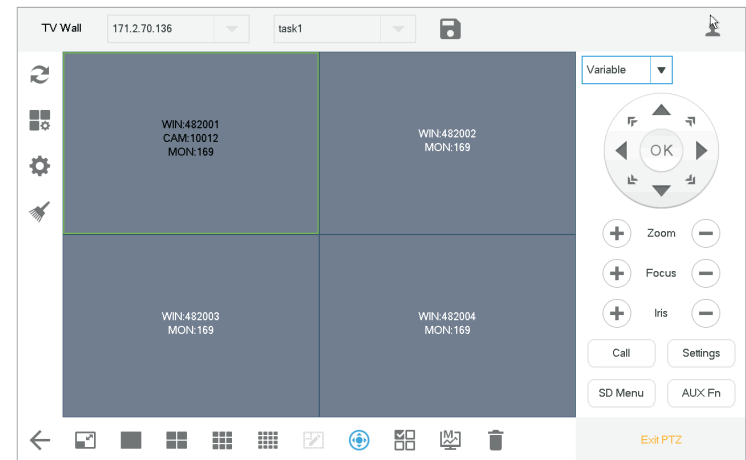 TV Wall
171.2.70.136
task1
Variable
WIN:482001
CAM:10012
MON:169
WIN:482002
MON:169
OK
Zoom
Focus
WIN:482003
MON:169
WIN:482004
MON:169
Iris
Call
Settings
SD Menu
AUX Fn
M
Exit PTZ